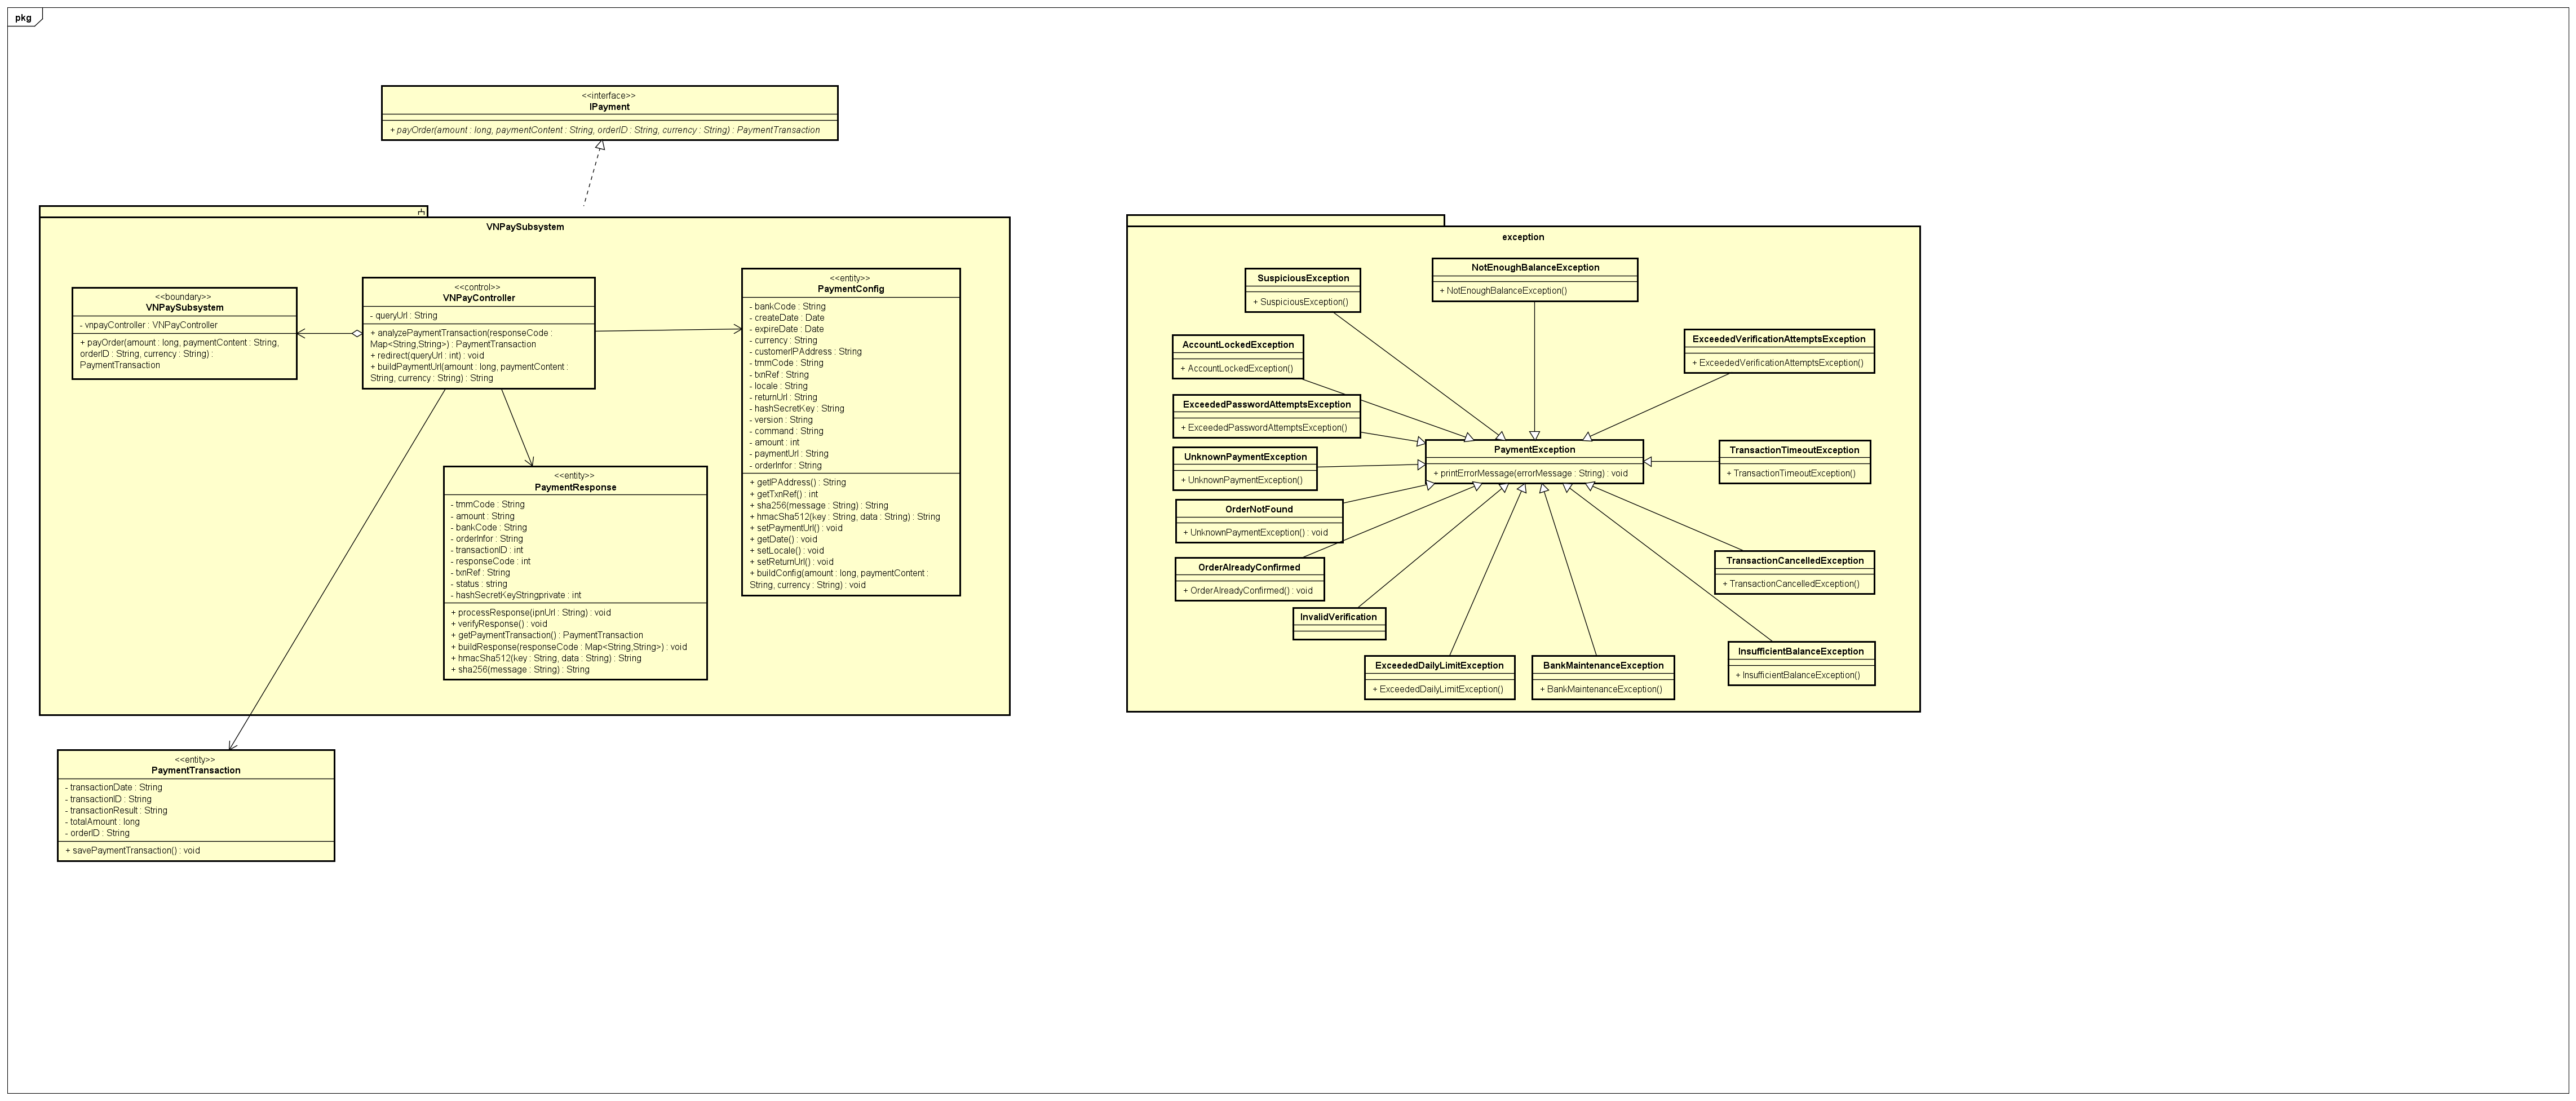 pkg
<<interface>>
IPayment
+ payOrder(amount : long, paymentContent : String, orderID : String, currency : String) : PaymentTransaction
VNPaySubsystem
<<boundary>>
VNPaySubsystem
- vnpayController : VNPayController
+ payOrder(amount : long, paymentContent : String,
orderID : String, currency : String) :
PaymentTransaction
<<control>>
VNPayController
- queryUrl : String
+ analyzePaymentTransaction(responseCode :
Map<String,String>) : PaymentTransaction
+ redirect(queryUrl : int) : void
+ buildPaymentUrl(amount : long, paymentContent :
String, currency : String) : String
<<entity>>
PaymentConfig
- bankCode : String
- createDate : Date
- expireDate : Date
- currency : String
- customerIPAddress : String
- tmmCode : String
- txnRef : String
- locale : String
- returnUrl : String
- hashSecretKey : String
- version : String
- command : String
- amount : int
- paymentUrl : String
- orderInfor : String
+ getIPAddress() : String
+ getTxnRef() : int
+ sha256(message : String) : String
+ hmacSha512(key : String, data : String) : String
+ setPaymentUrl() : void
+ getDate() : void
+ setLocale() : void
+ setReturnUrl() : void
+ buildConfig(amount : long, paymentContent :
String, currency : String) : void
<<entity>>
PaymentResponse
- tmmCode : String
- amount : String
- bankCode : String
- orderInfor : String
- transactionID : int
- responseCode : int
- txnRef : String
- status : string
- hashSecretKeyStringprivate : int
+ processResponse(ipnUrl : String) : void
+ verifyResponse() : void
+ getPaymentTransaction() : PaymentTransaction
+ buildResponse(responseCode : Map<String,String>) : void
+ hmacSha512(key : String, data : String) : String
+ sha256(message : String) : String
<<entity>>
PaymentTransaction
- transactionDate : String
- transactionID : String
- transactionResult : String
- totalAmount : long
- orderID : String
+ savePaymentTransaction() : void
exception
SuspiciousException
+ SuspiciousException()
NotEnoughBalanceException
+ NotEnoughBalanceException()
AccountLockedException
+ AccountLockedException()
ExceededVerificationAttemptsException
+ ExceededVerificationAttemptsException()
ExceededPasswordAttemptsException
+ ExceededPasswordAttemptsException()
PaymentException
+ printErrorMessage(errorMessage : String) : void
TransactionTimeoutException
+ TransactionTimeoutException()
UnknownPaymentException
+ UnknownPaymentException()
OrderNotFound
+ UnknownPaymentException() : void
OrderAlreadyConfirmed
+ OrderAlreadyConfirmed() : void
TransactionCancelledException
+ TransactionCancelledException()
InvalidVerification
InsufficientBalanceException
+ InsufficientBalanceException()
ExceededDailyLimitException
+ ExceededDailyLimitException()
BankMaintenanceException
+ BankMaintenanceException()